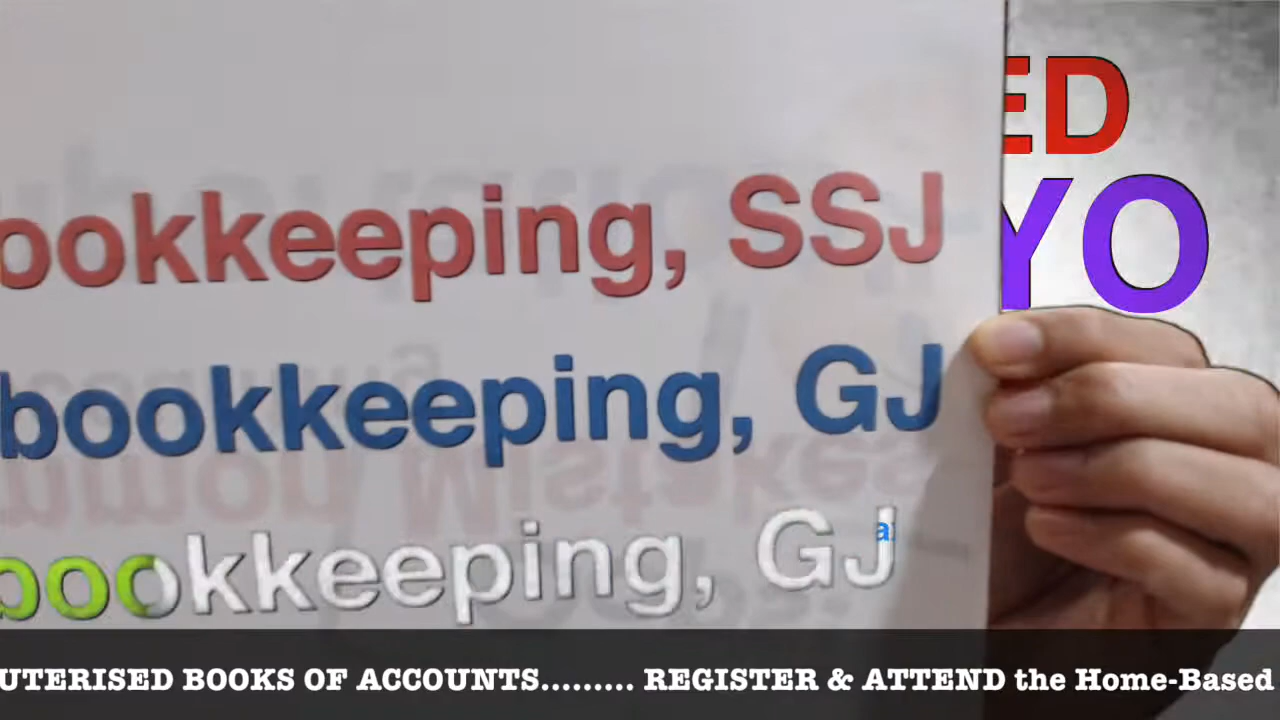 ED
YO
ookkeeping, SSJ
bookkeeping, GJ
bookkeeping, GJ
a
UTERISED BOOKS OF ACCOUNTS......... REGISTER & ATTEND the Home-Based